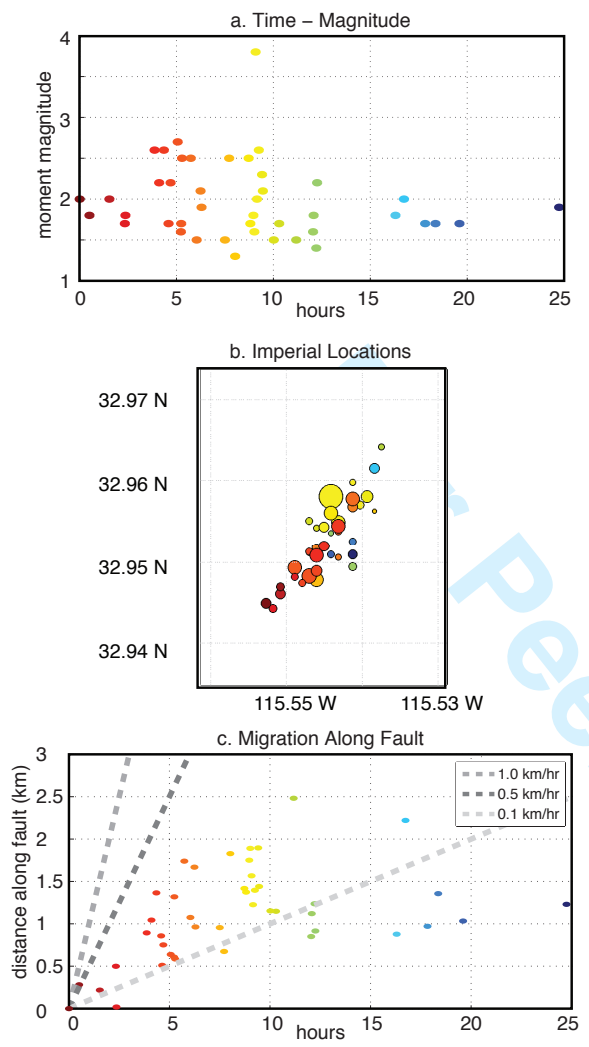 a. Time – Magnitude
4
3
2
1
moment magnitude
0 5 10 15 20 25
hours
b. Imperial Locations
32.97 N
32.96 N
32.95 N
32.94 N
115.55 W 115.53 W
r Pee
c. Migration Along Fault
3
2.5
2
1.5
1
0.5
0
distance along fault (km)
1.0 km/hr
0.5 km/hr
0.1 km/hr
0 5 10 15 20 25
hours